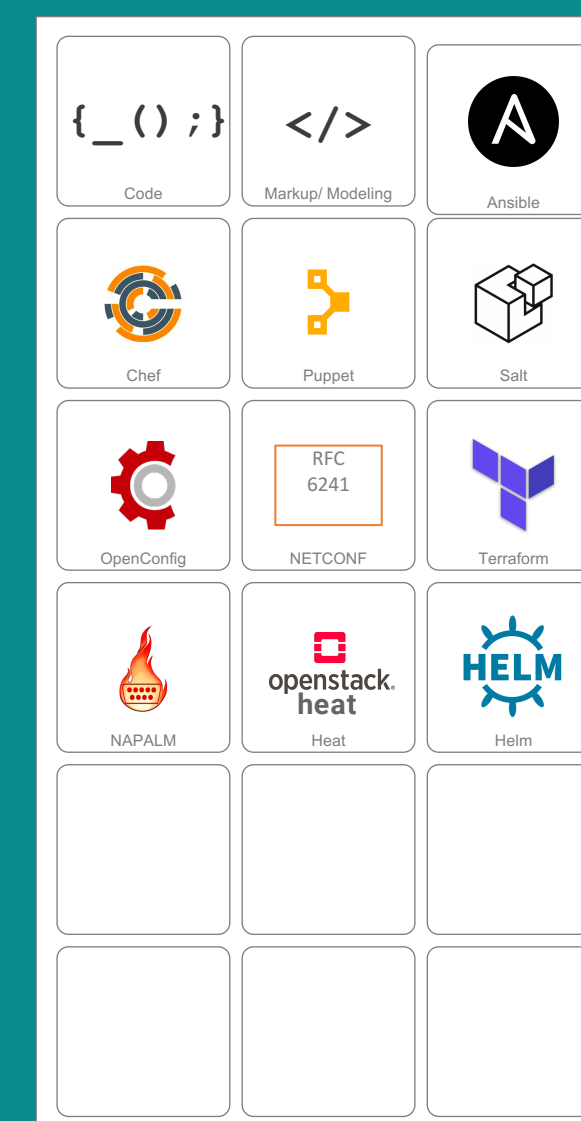 {_();}
</>
Code
Markup/ Modeling
Ansible
Chef
Puppet
Salt
RFC
6241
OpenConfig
NETCONF
Terraform
openstack.
heat
HELM
NAPALM
Heat
Helm